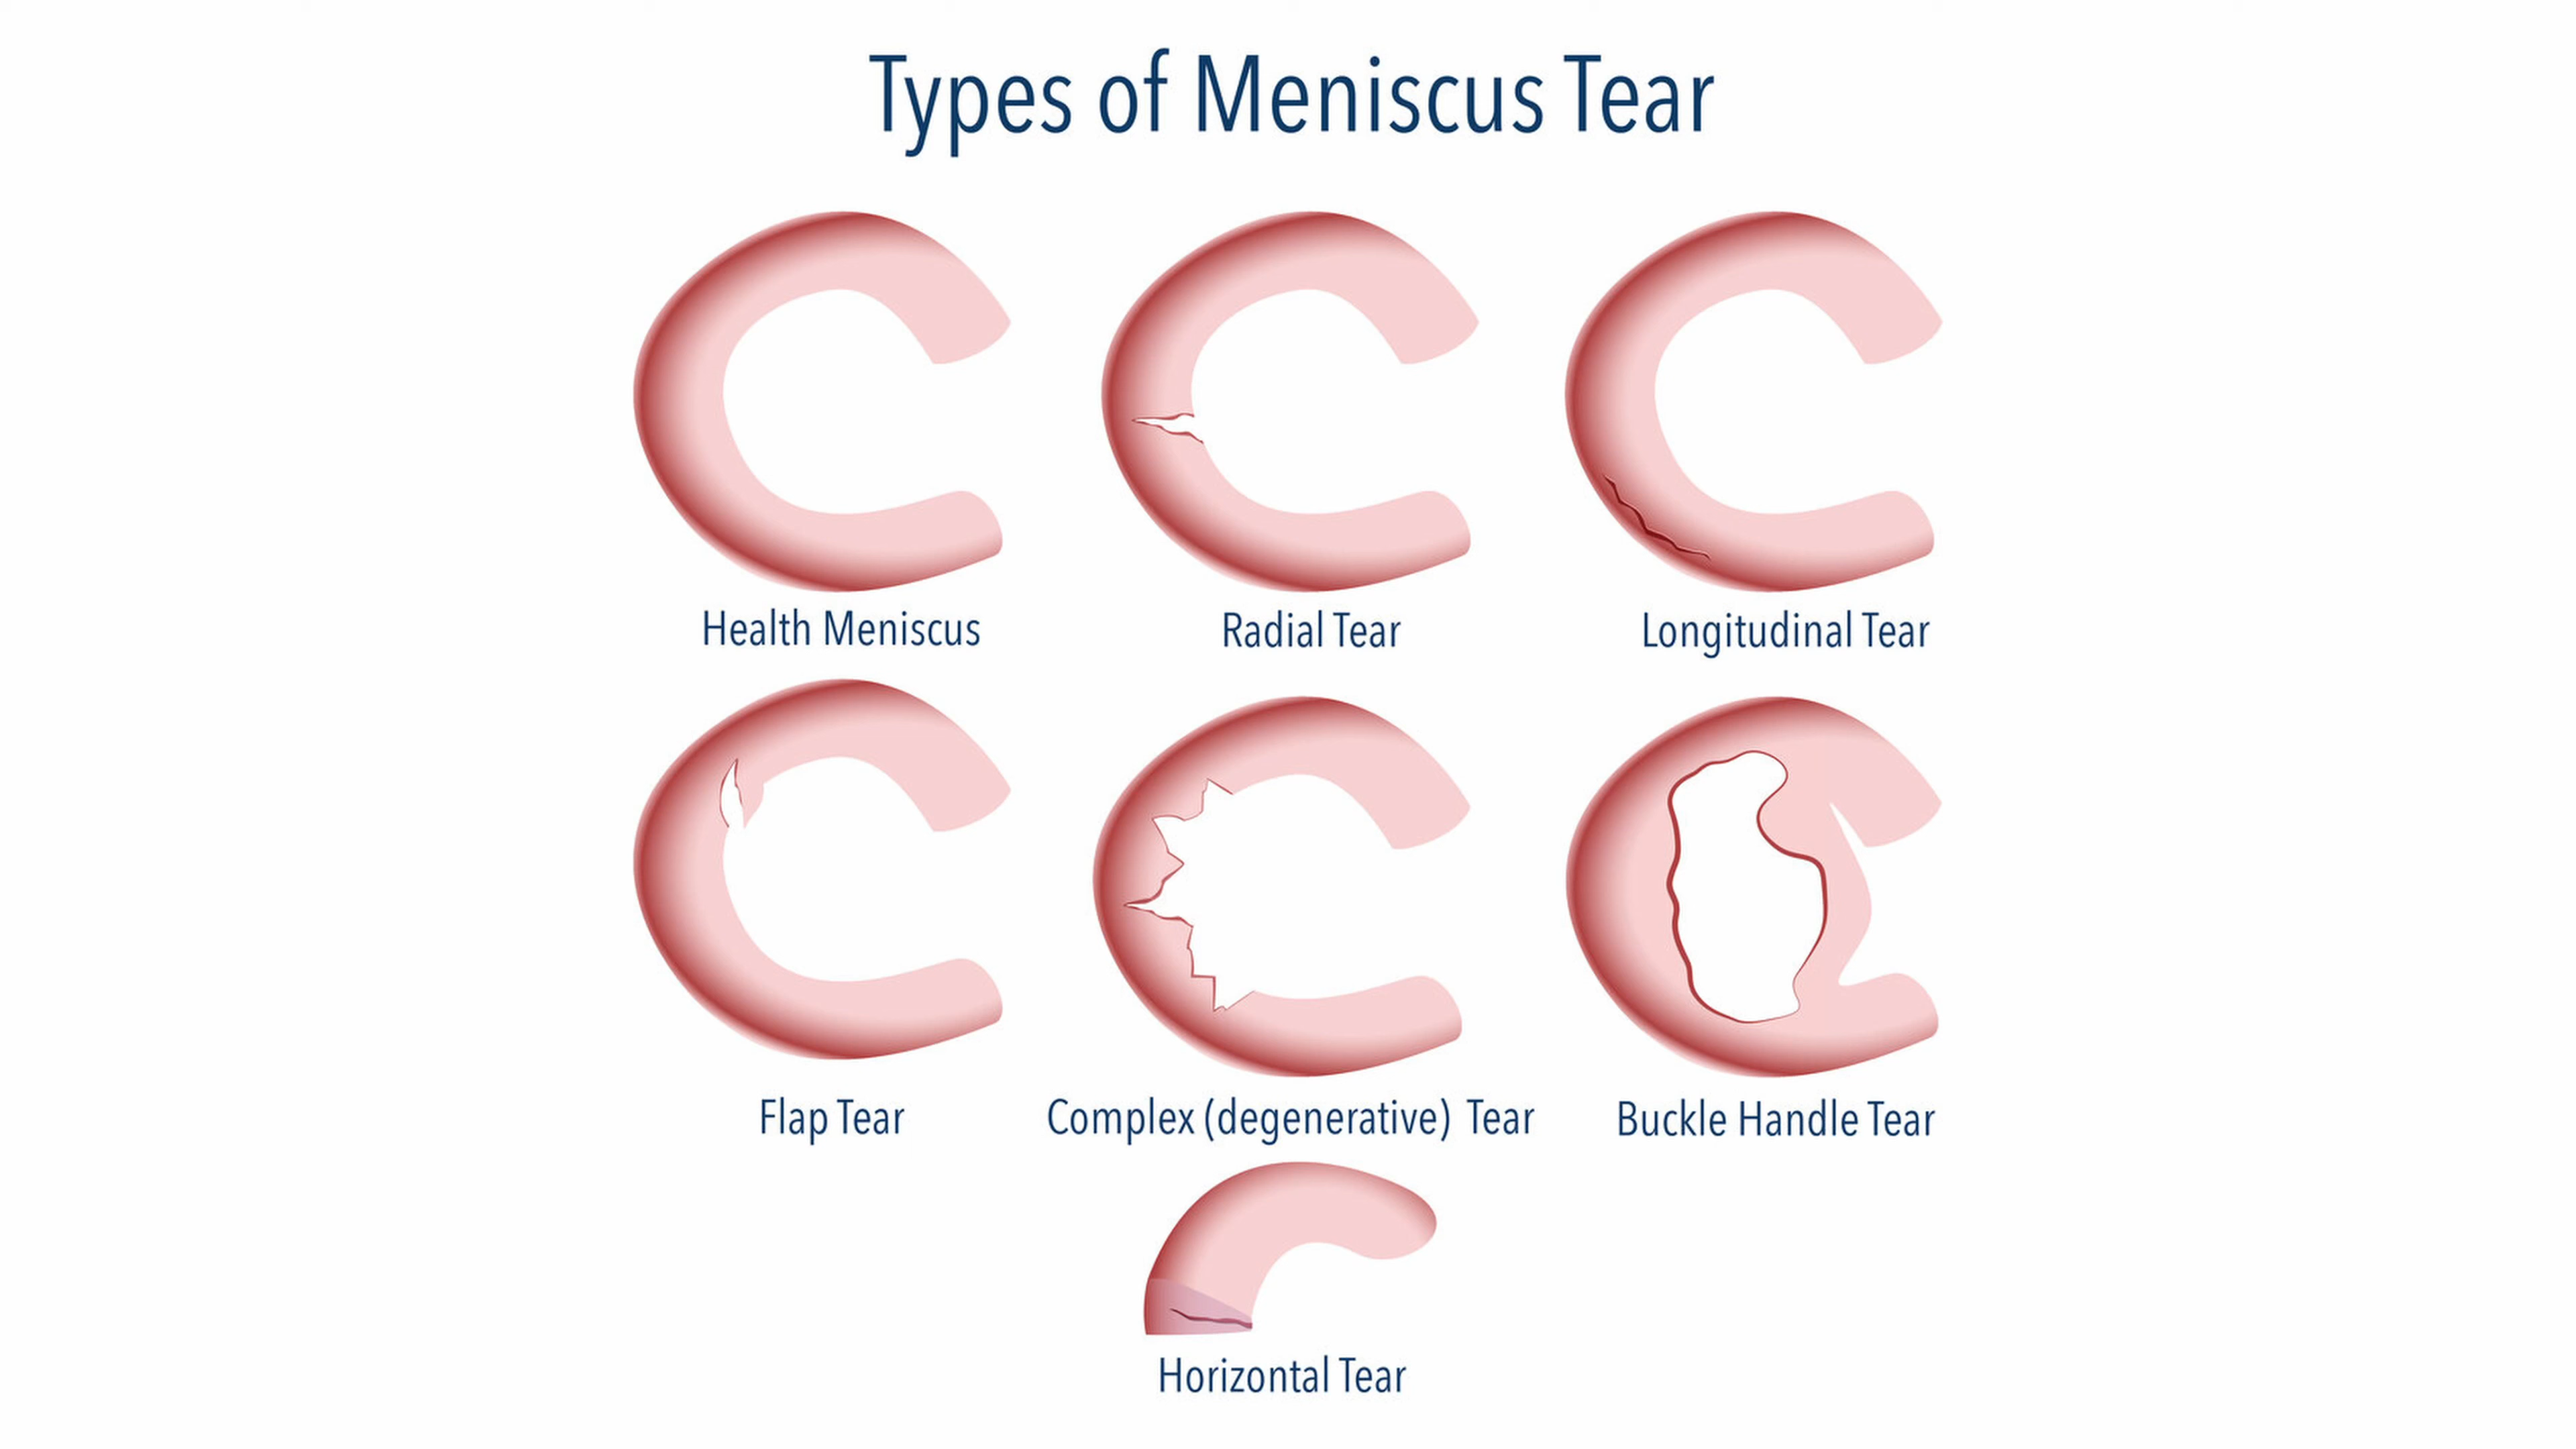 Types of Meniscus Tear
Health Meniscus
Radial Tear
Longitudinal Tear
Flap Tear
Complex (degenerative) Tear
Buckle Handle Tear
Horizontal Tear